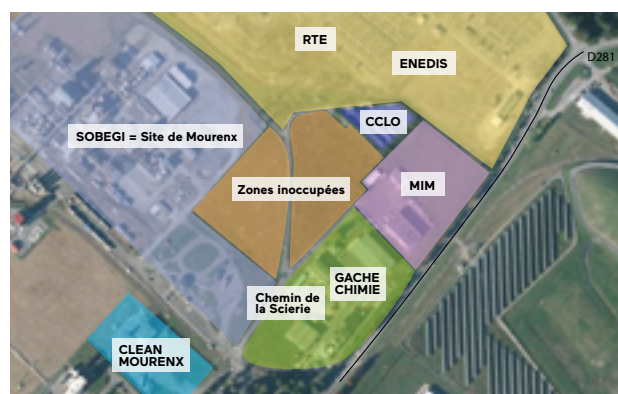 RTE
ENEDIS
D281
CCLO
SOBEGI = Site de Mourenx
MIM
Zones inoccupées
GACHE
CHIMIE
Chemin de
la Scierie
CLEAN
MOURENX